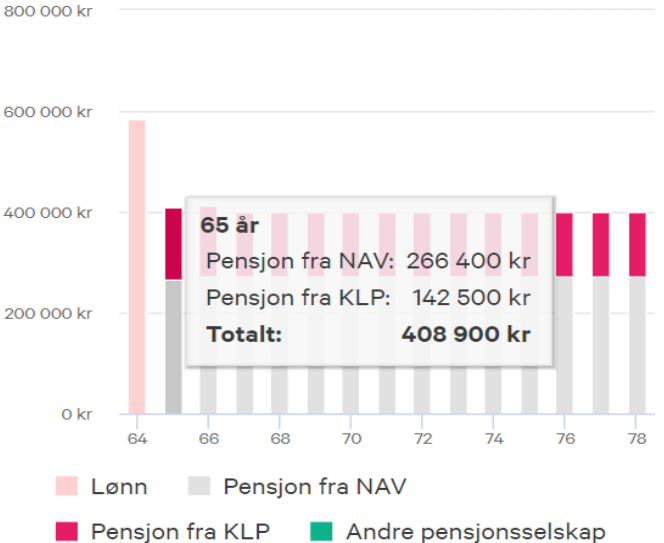 800 000 kr
600 000 kr
400 000 kr
200 000 kr
0 kr
65 år
Pensjon fra NAV: 266 400 kr
Pensjon fra KLP: 142 500 kr
Totalt: 408 900 kr
64 66 68 70 72 74 76 78
Lønn Pensjon fra NAV
Pensjon fra KLP Andre pensjonsselskap